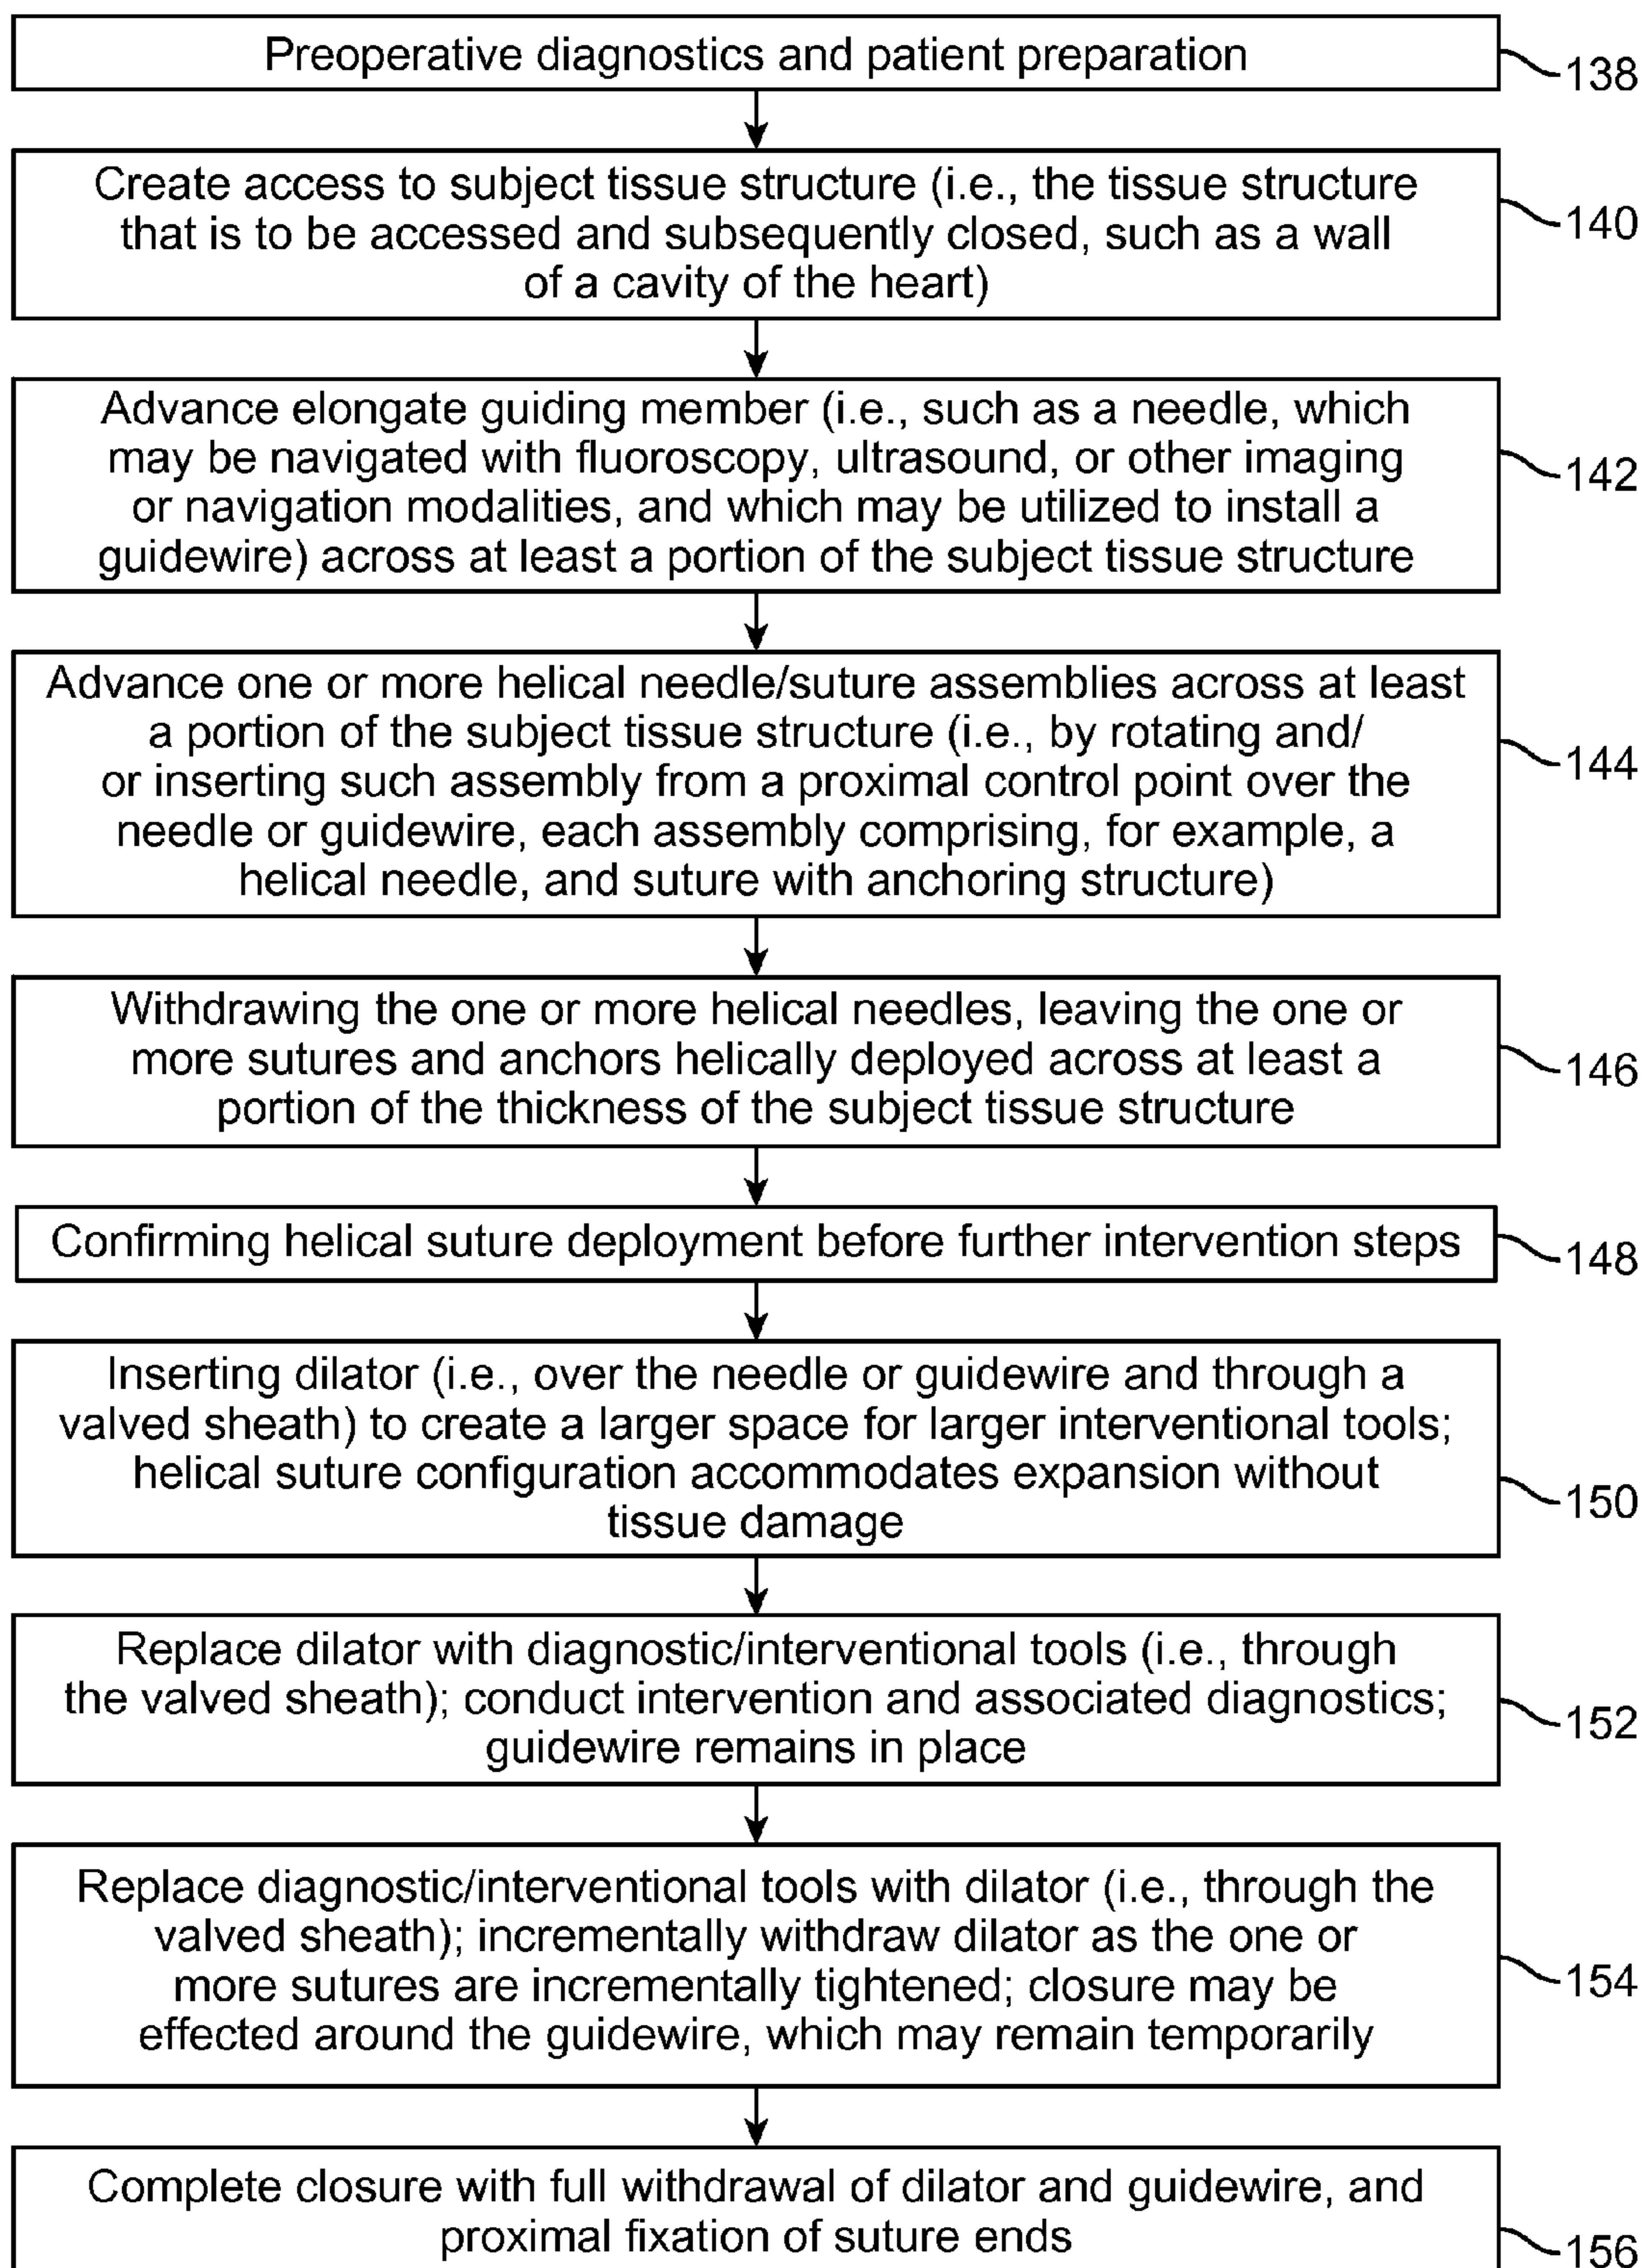 Preoperative diagnostics and patient preparation
138
Create access to subject tissue structure (i.e., the tissue structure
that is to be accessed and subsequently closed, such as a wall
of a cavity of the heart)
140
Advance elongate guiding member (i.e., such as a needle, which
may be navigated with fluoroscopy, ultrasound, or other imaging
or navigation modalities, and which may be utilized to install a
guidewire) across at least a portion of the subject tissue structure
142
Advance one or more helical needle/suture assemblies across at least
a portion of the subject tissue structure (i.e., by rotating and/
or inserting such assembly from a proximal control point over the
needle or guidewire, each assembly comprising, for example, a
helical needle, and suture with anchoring structure)
144
Withdrawing the one or more helical needles, leaving the one or
more sutures and anchors helically deployed across at least a
portion of the thickness of the subject tissue structure
146
Confirming helical suture deployment before further intervention steps
148
Inserting dilator (i.e., over the needle or guidewire and through a
valved sheath) to create a larger space for larger interventional tools;
helical suture configuration accommodates expansion without
tissue damage
150
Replace dilator with diagnostic/interventional tools (i.e., through
the valved sheath); conduct intervention and associated diagnostics;
guidewire remains in place
152
Replace diagnostic/interventional tools with dilator (i.e., through the
valved sheath); incrementally withdraw dilator as the one or
more sutures are incrementally tightened; closure may be
effected around the guidewire, which may remain temporarily
154
Complete closure with full withdrawal of dilator and guidewire, and
proximal fixation of suture ends
156